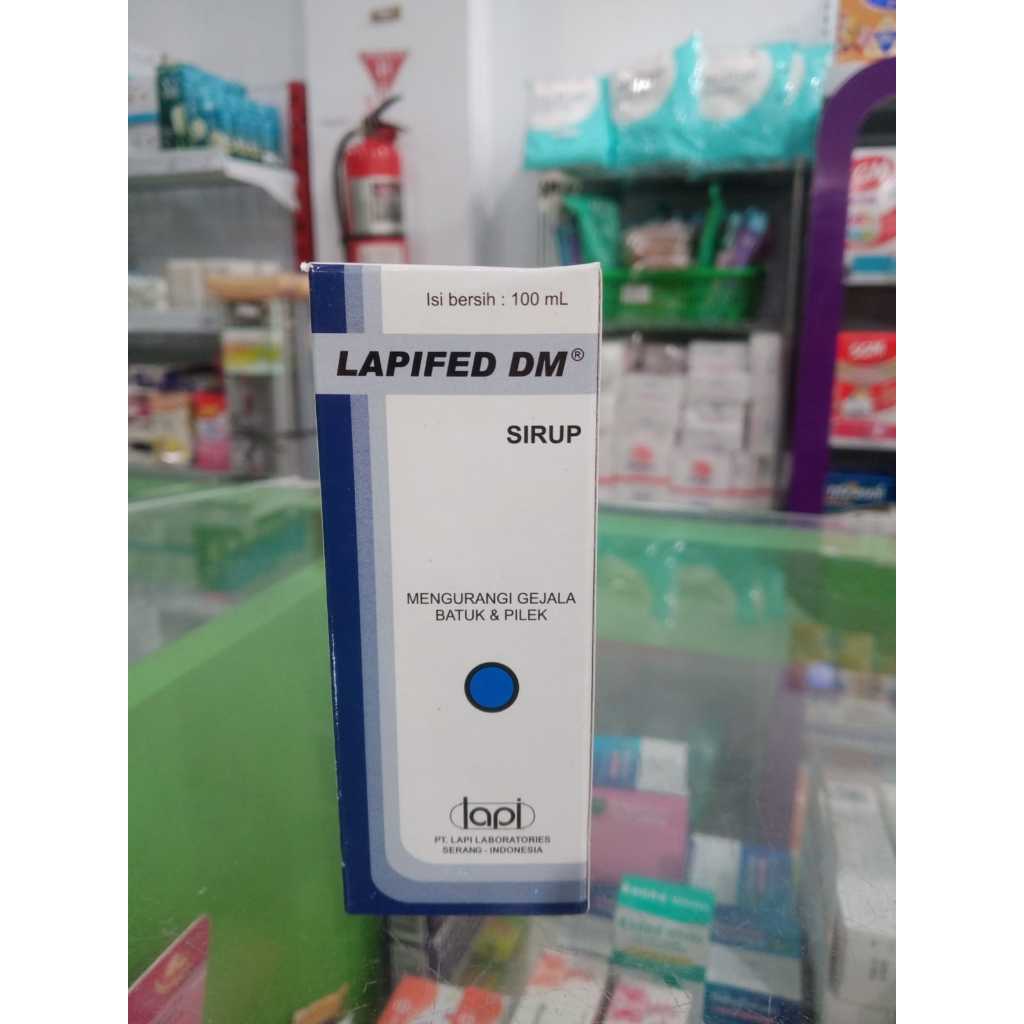 Isi bersih : 100 mL
LAPIFED DM®
SIRUP
MENGURANGI GEJALA
BATUK & PILEK
lapi
PT. LAPI LABORATORIES
SERANG - INDONESIA